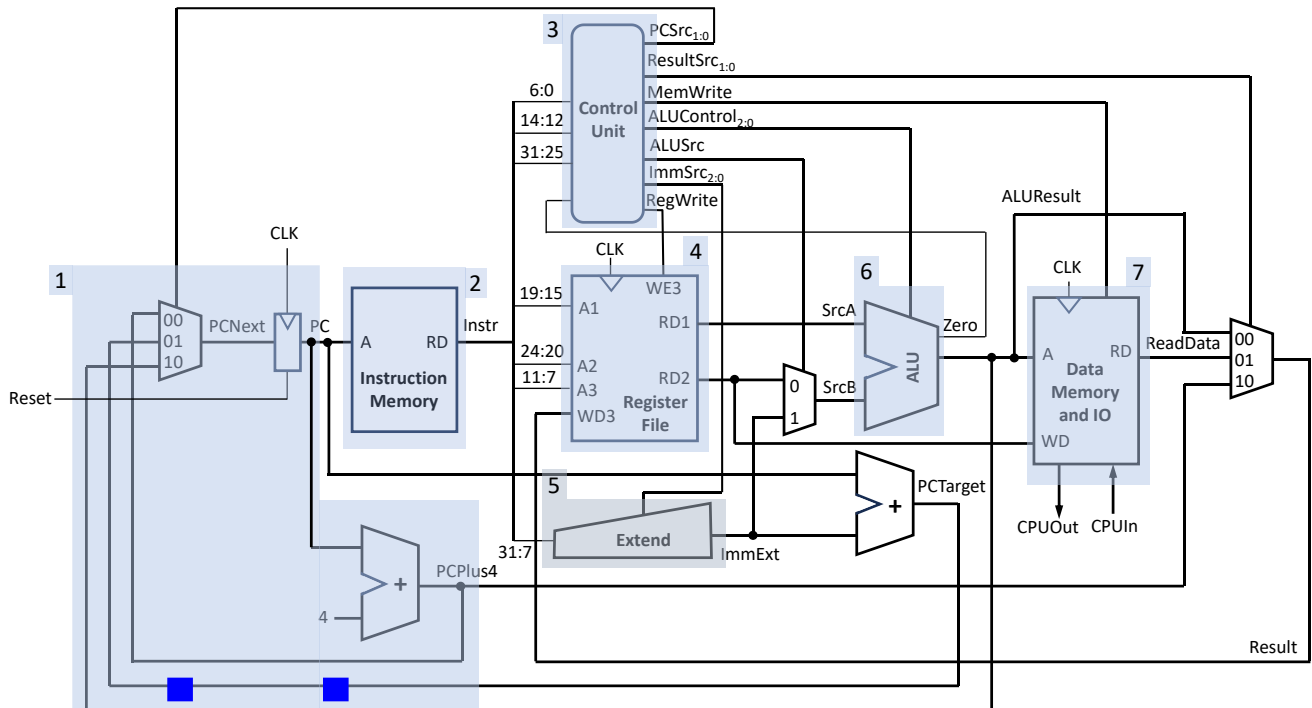 3
PCSrc1:0
ResultSrc1:0
6:0
MemWrite
Control
Unit
14:12
ALUControl2:0
31:25
ALUSrc
ImmSrc2:0
RegWrite
ALUResult
CLK
CLK
4
1
2
6
CLK
7
19:15
A1
WE3
00
01
10
PCNext
PC
A
RD
Instr
RD1
SrcA
Zero
A
RD
ReadData
00
01
10
Instruction
Memory
24:20
A2
11:7
A3
RD2
0
1
SrcB
ALU
Data
Memory
and IO
Reset
WD3
Register
File
WD
5
PCTarget
+
CPUOut
CPUIn
31:7
Extend
ImmExt
PCPlus4
+
4
Result